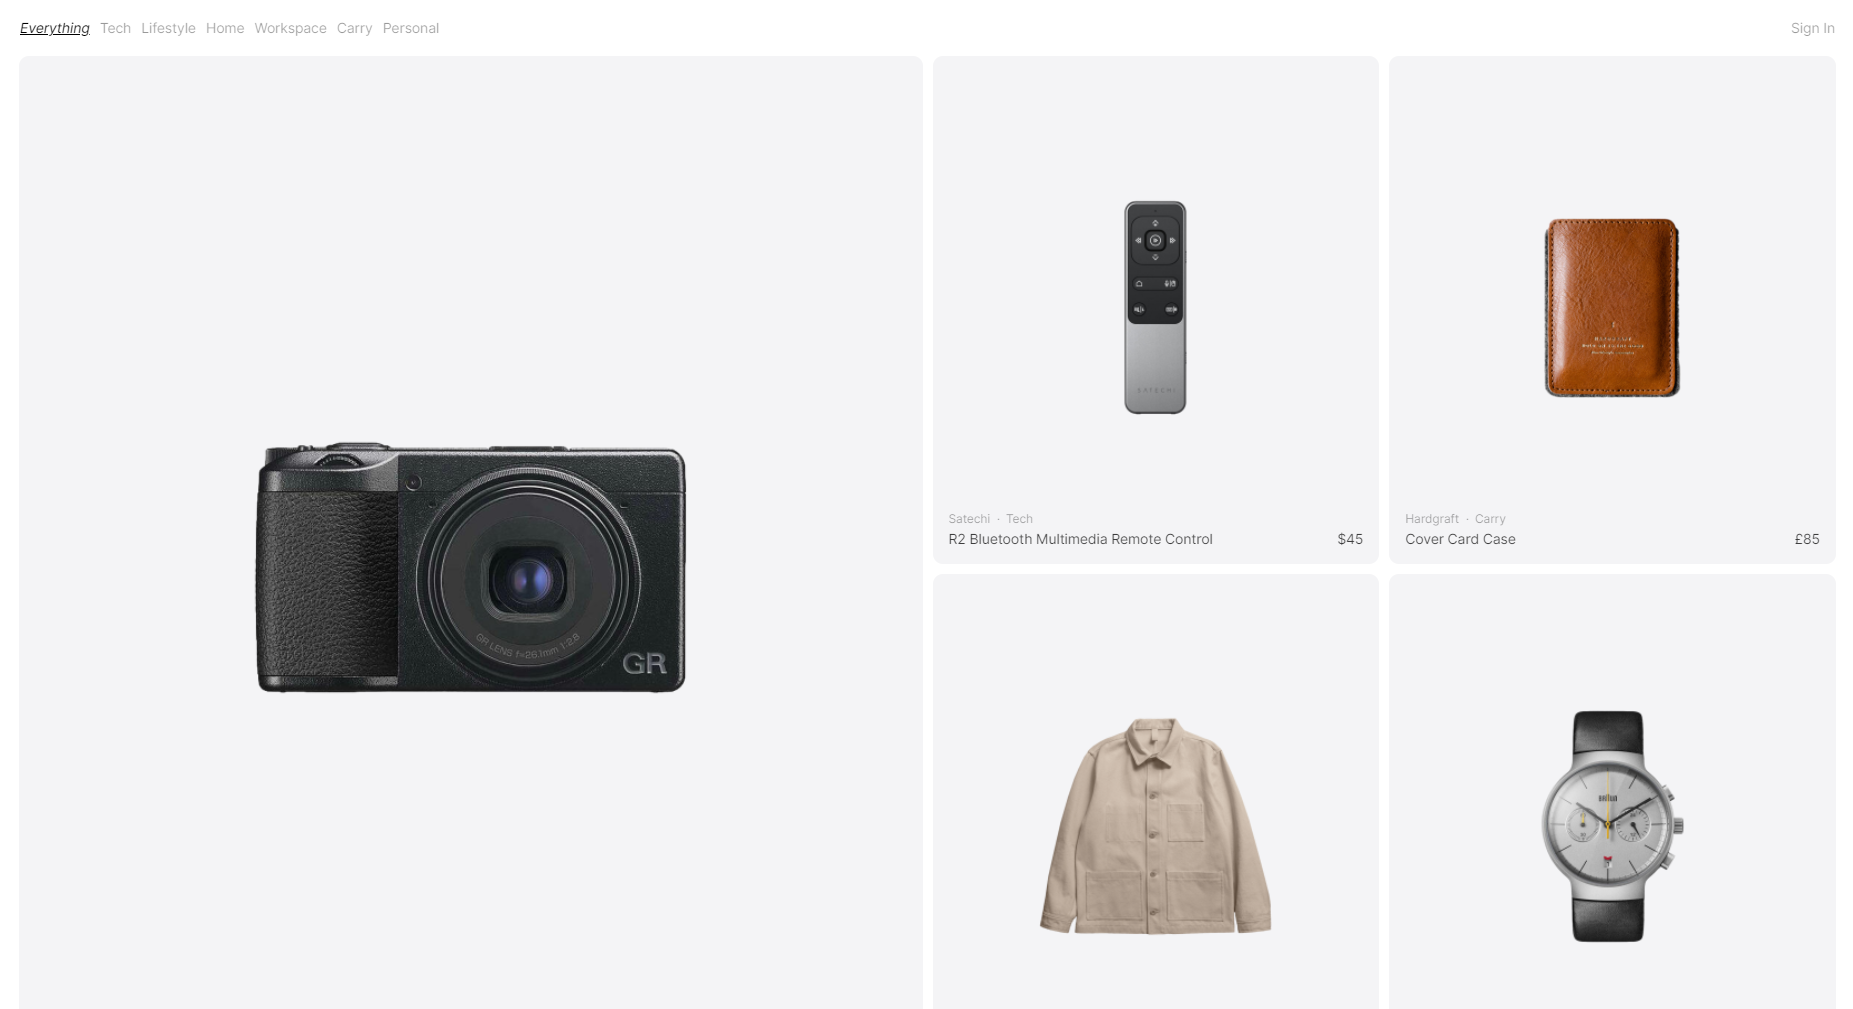 Everything Tech Lifestyle Home Workspace Carry Personal
Sign In
GR LENS f=26.1mm 1:2.8
GR
SATECHI
Satechi · Tech
R2 Bluetooth Multimedia Remote Control $45
Hardgraft · Carry
Cover Card Case £85
BRAUN